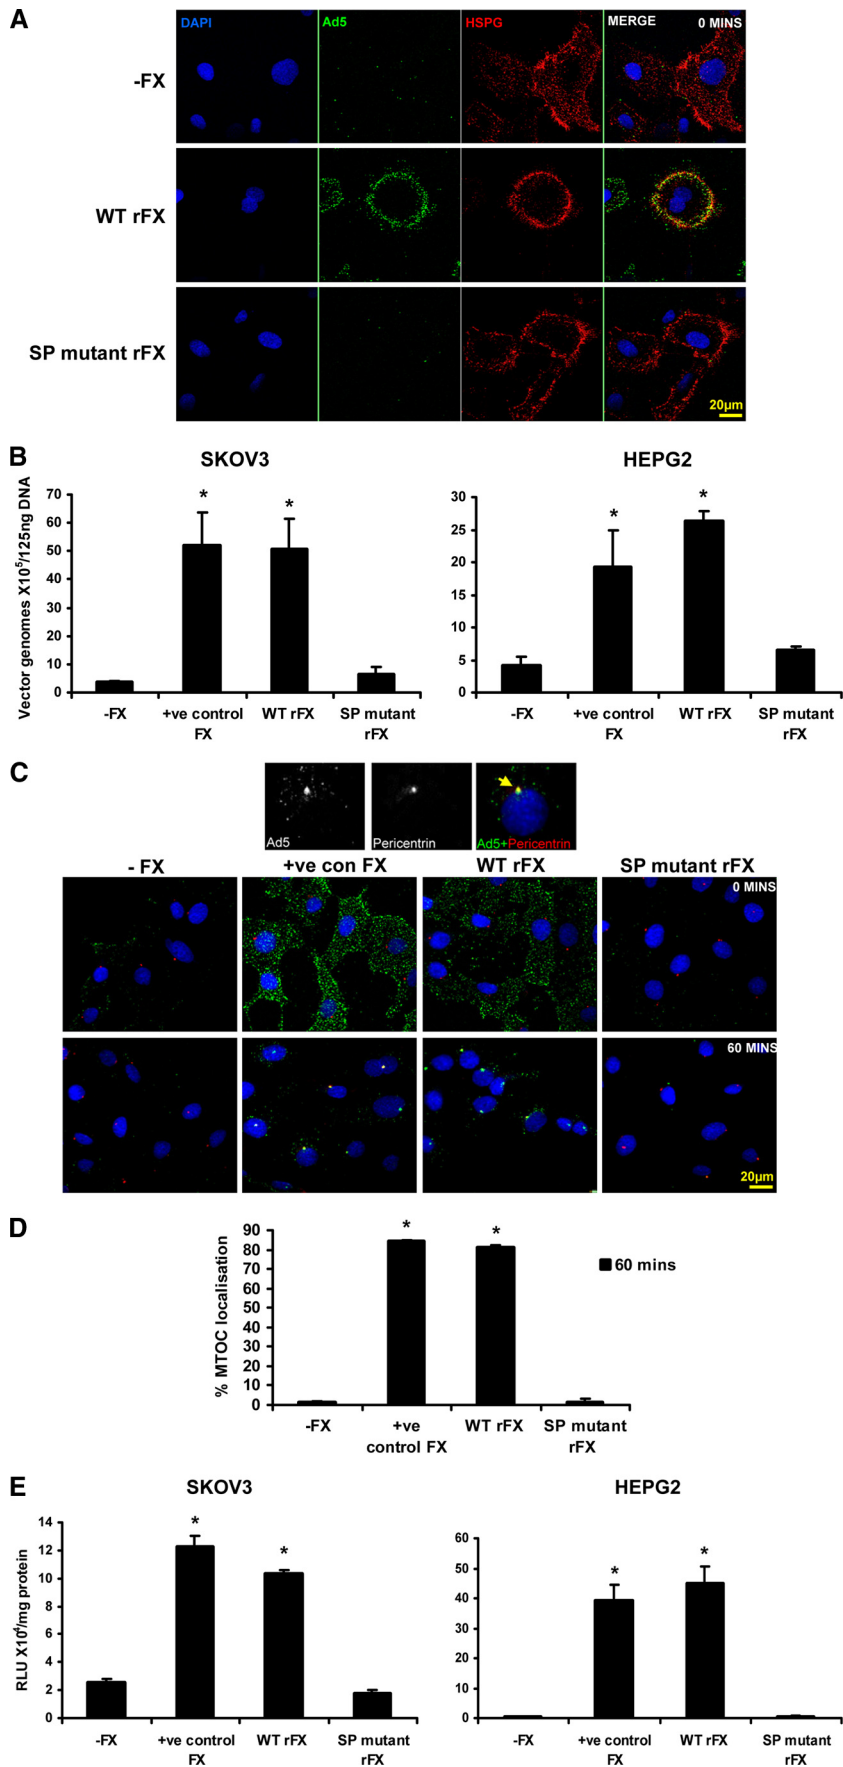 A
DAPI
Ad5
HSPG
MERGE
0 MINS
-FX
WT rFX
SP mutant rFX
20µm
B
SKOV3
Vector genomes X10⁵/125ng DNA
70
60
50
40
30
20
10
0
*
*
-FX
+ve control
FX
WT rFX
SP mutant
rFX
HEPG2
30
25
20
15
10
5
0
*
*
-FX
+ve control
FX
WT rFX
SP mutant
rFX
C
Ad5
Pericentrin
Ad5+Pericentrin
- FX
+ve con FX
WT rFX
SP mutant rFX
0 MINS
60 MINS
20µm
D
% MTOC localisation
90
80
70
60
50
40
30
20
10
0
*
*
60 mins
-FX
+ve
control FX
WT rFX
SP mutant
rFX
E
SKOV3
RLU X10⁴/mg protein
14
12
10
8
6
4
2
0
*
*
-FX
+ve control
FX
WT rFX
SP mutant
rFX
HEPG2
60
50
40
30
20
10
0
*
*
-FX
+ve control
FX
WT rFX
SP mutant
rFX